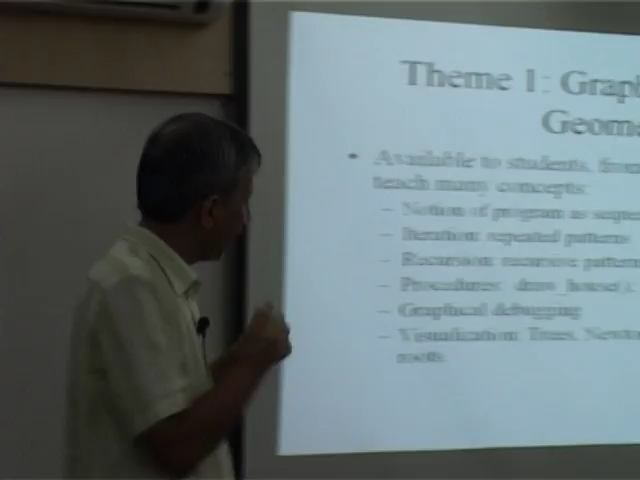 Theme 1: Graph
Geome
• Available to students, from
teach many concepts:
– Notion of program as seque
– Iteration: repeated patterns
– Recursion: recursive pattern
– Procedures: draw_house(),
– Graphical debugging
– Visualization: Trees, Newto
roots